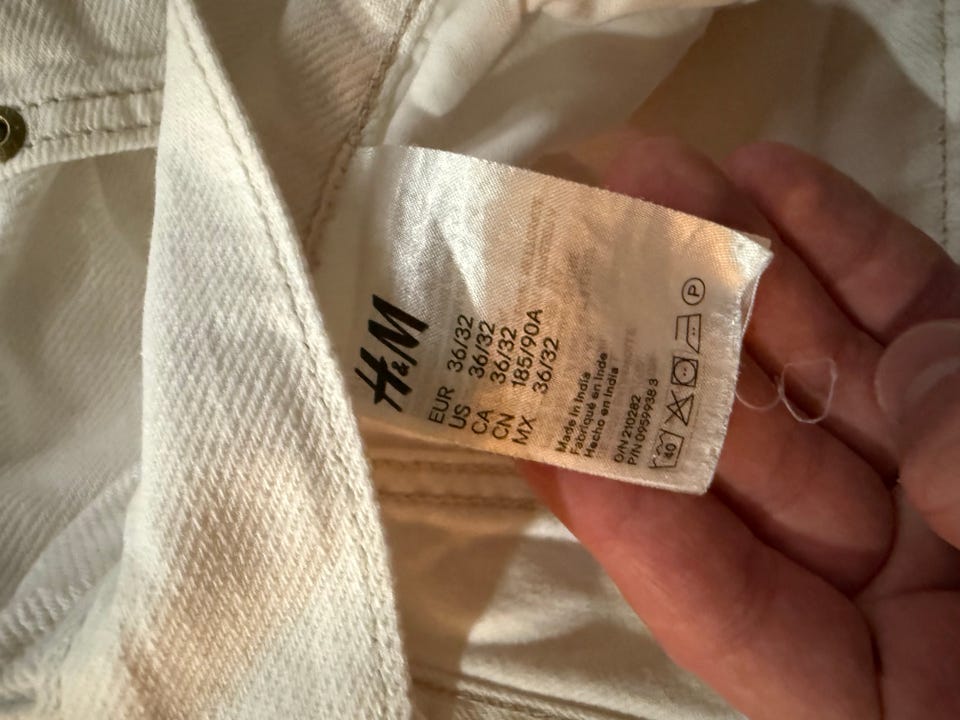 H&M
EUR 36/32
US 36/32
CA 36/32
CN 185/90A
MX 36/32
Made in India
Fabriqué en Inde
Hecho en India
O/N 210282
P/N 0959938 3
40
P